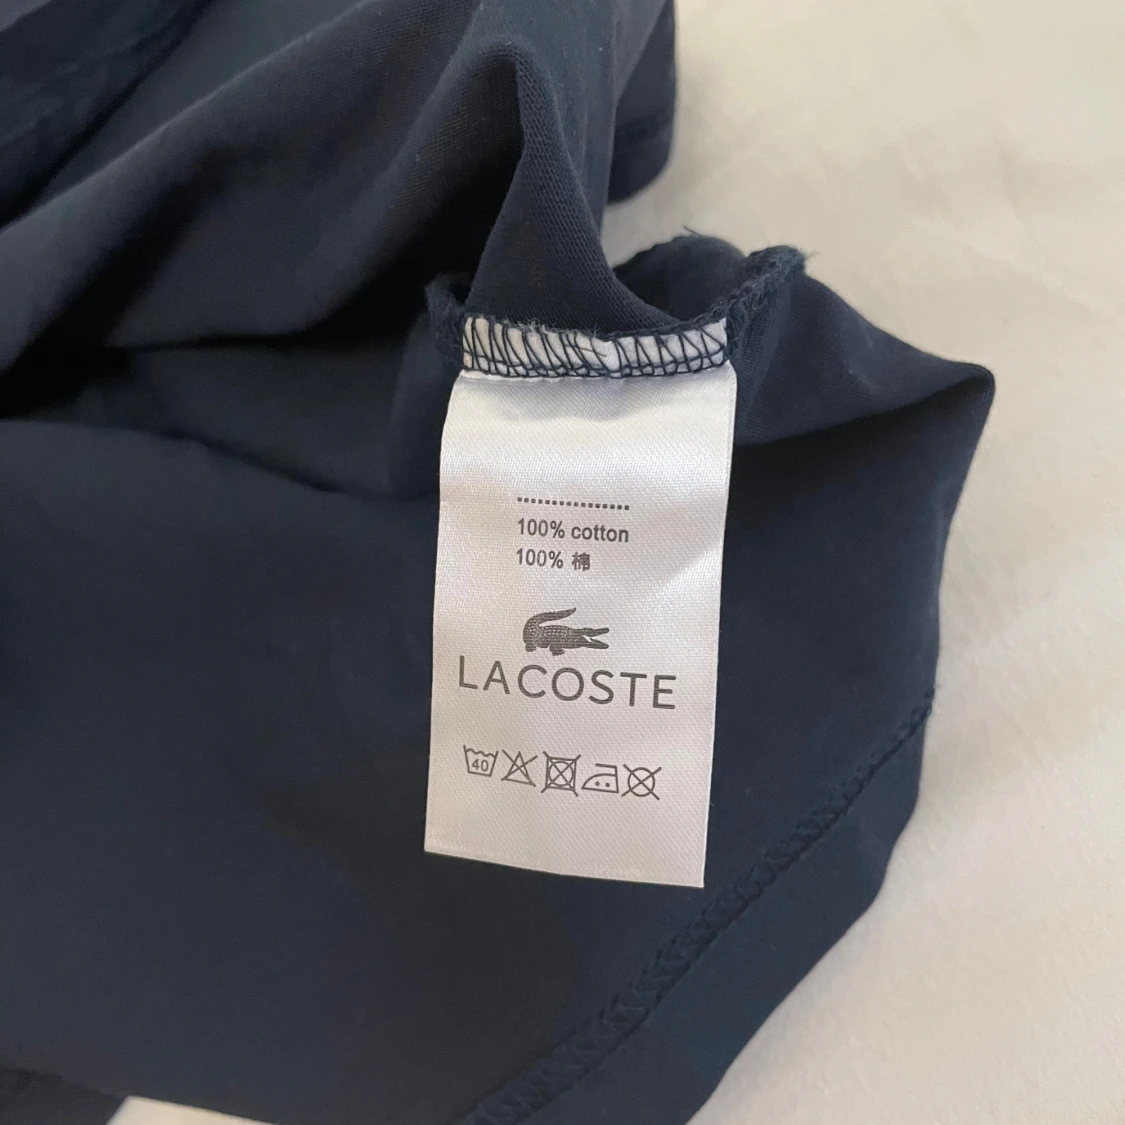 100% cotton
100% 棉
LACOSTE
40